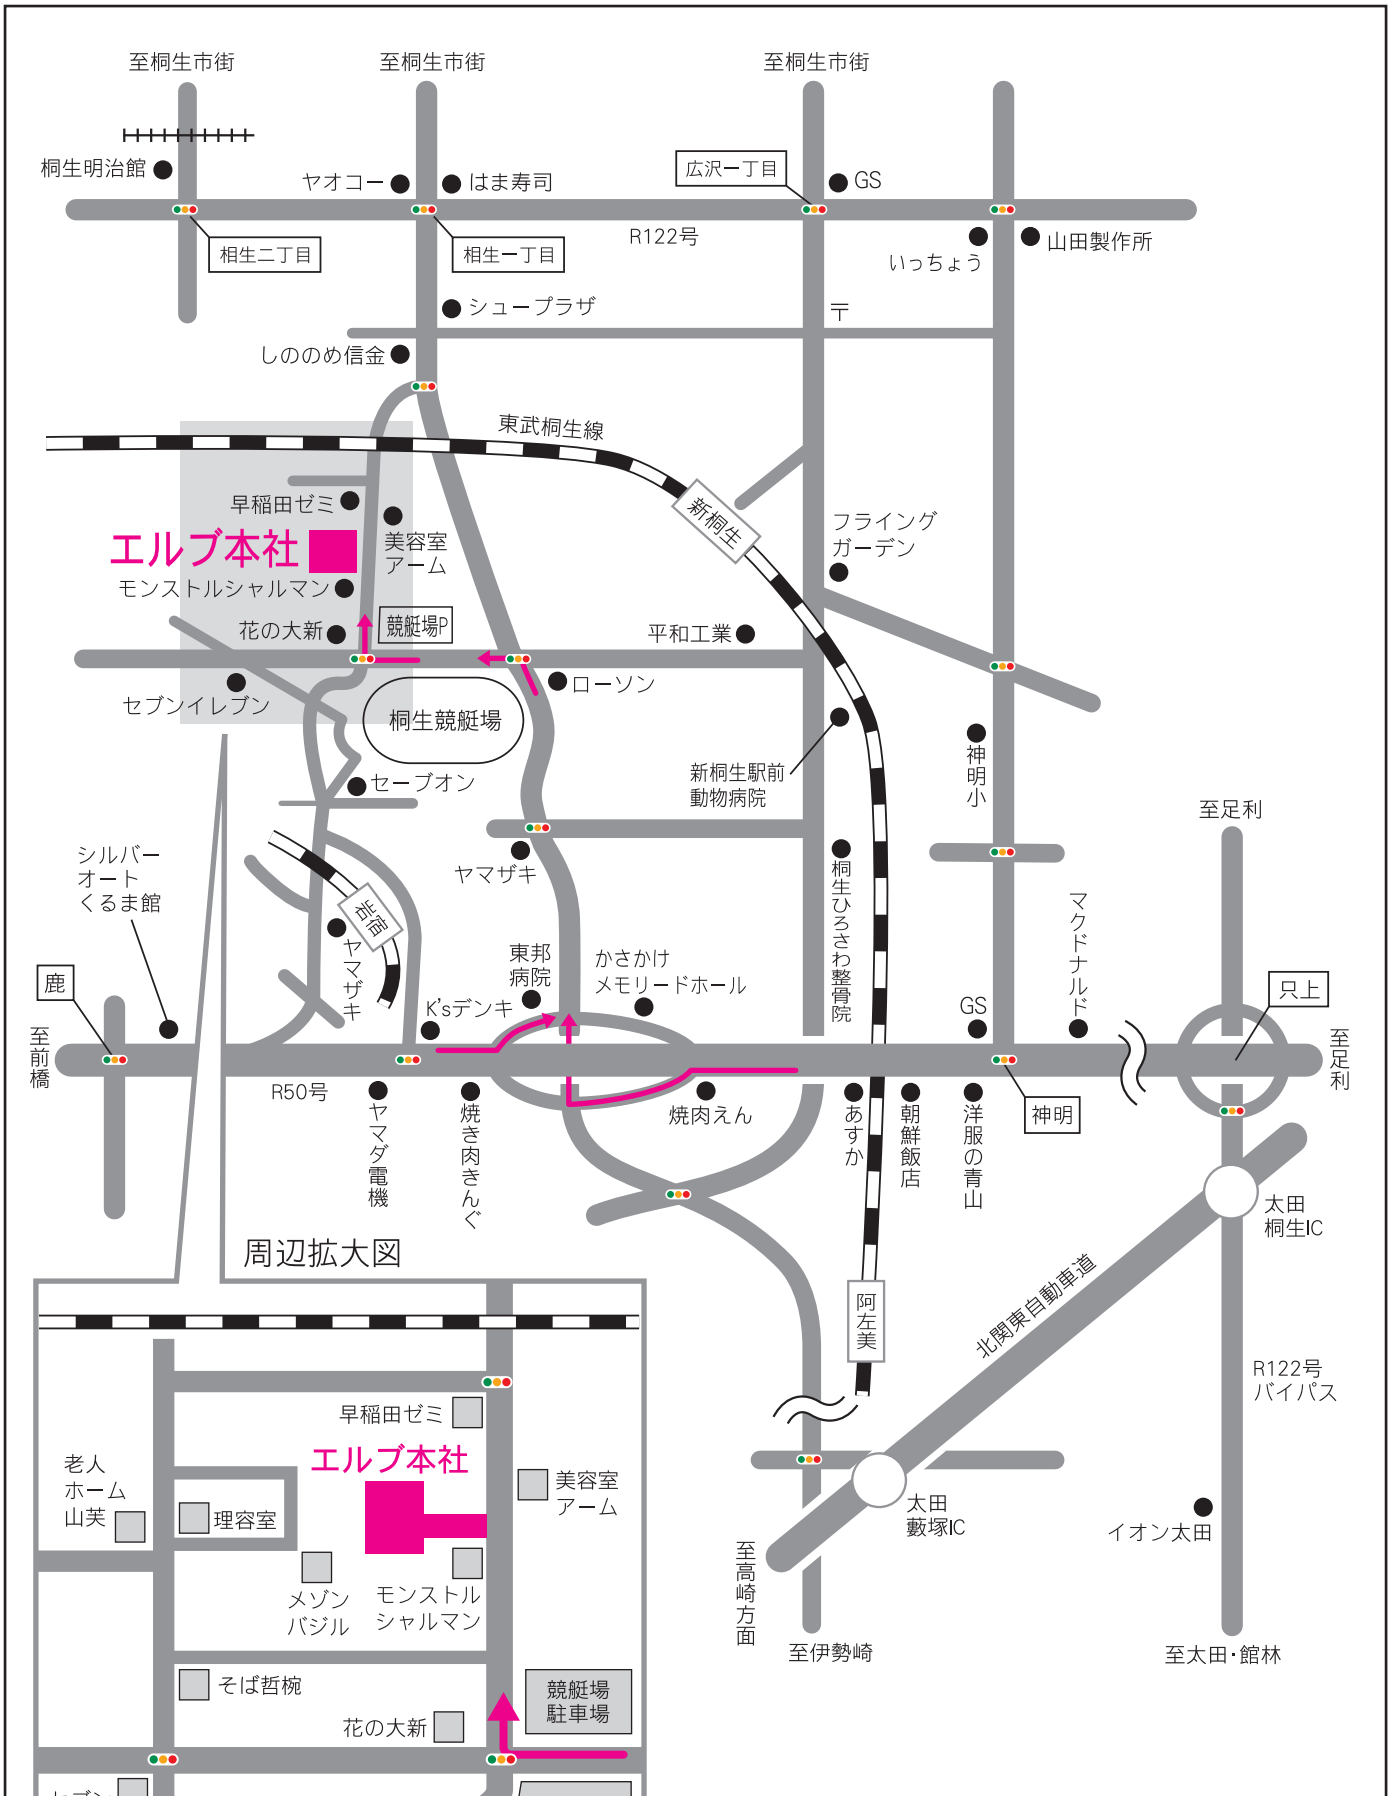 至桐生市街
至桐生市街
至桐生市街
桐生明治館
ヤオコー
はま寿司
広沢一丁目
GS
相生二丁目
相生一丁目
R122号
いっちょう
山田製作所
シュープラザ
〒
しののめ信金
東武桐生線
早稲田ゼミ
新桐生
エルブ本社
美容室
アーム
フライング
ガーデン
モンストルシャルマン
花の大新
競艇場P
平和工業
セブンイレブン
ローソン
桐生競艇場
新桐生駅前
動物病院
神明小
セーブオン
至足利
シルバー
オート
くるま館
ヤマザキ
桐生ひろさわ整骨院
マクドナルド
岩宿
ヤマザキ
東邦
病院
かさかけ
メモリードホール
鹿
K'sデンキ
GS
只上
至前橋
至足利
R50号
ヤマダ電機
焼き肉きんぐ
焼肉えん
あすか
朝鮮飯店
洋服の青山
神明
太田
桐生IC
周辺拡大図
阿左美
北関東自動車道
R122号
バイパス
早稲田ゼミ
エルブ本社
老人
ホーム
山芙
理容室
美容室
アーム
太田
藪塚IC
イオン太田
メゾン
バジル
モンストル
シャルマン
至高崎方面
至伊勢崎
至太田・館林
そば哲椀
競艇場
駐車場
花の大新